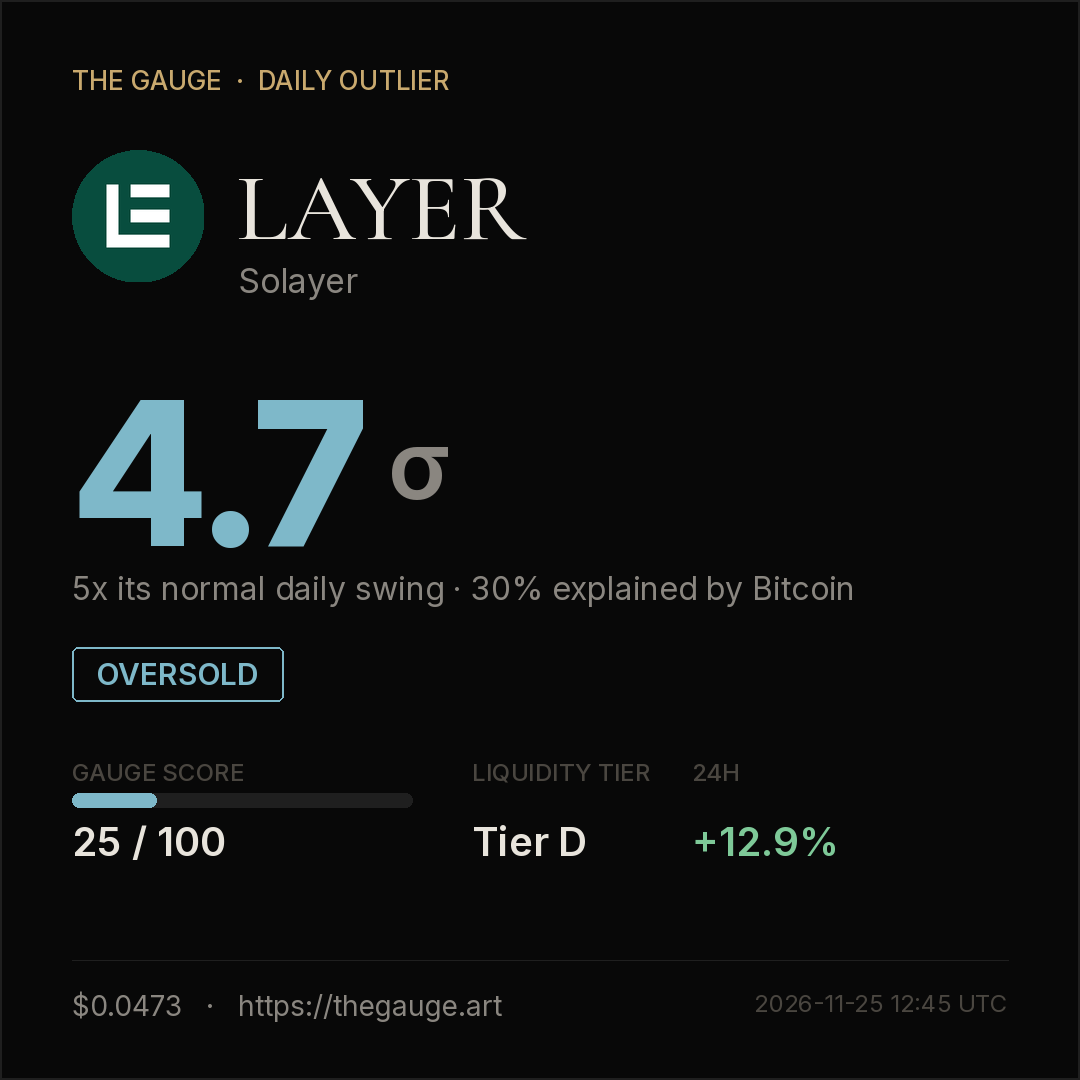 THE GAUGE · DAILY OUTLIER
LAYER
Solayer
4.7 σ
5x its normal daily swing · 30% explained by Bitcoin
OVERSOLD
GAUGE SCORE LIQUIDITY TIER 24H
25 / 100 Tier D +12.9%
$0.0473 · https://thegauge.art 2026-11-25 12:45 UTC